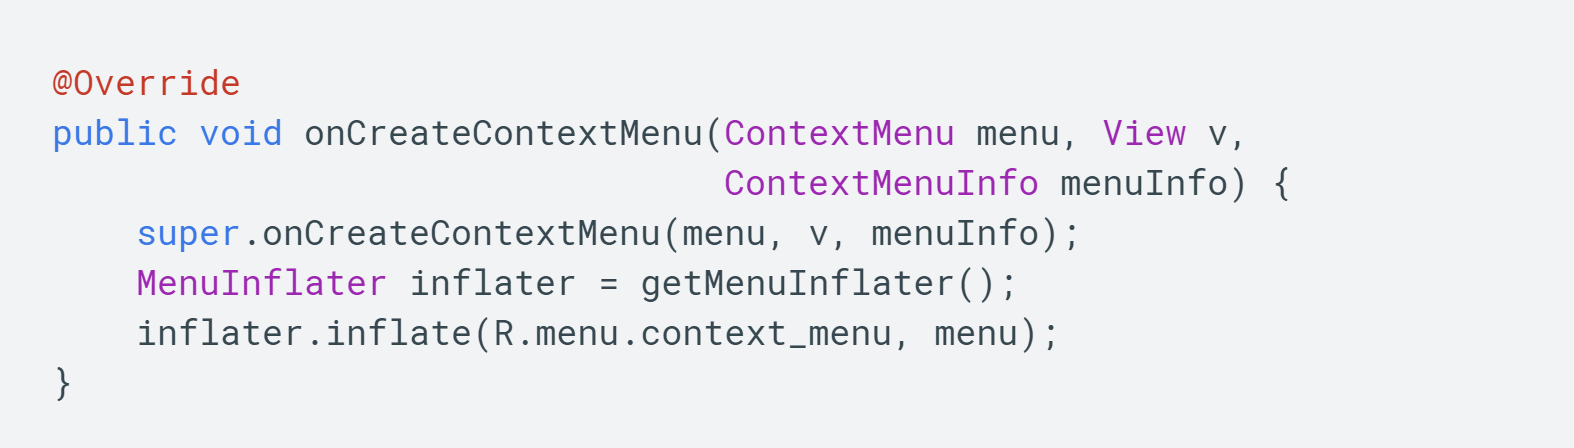 @Override
public void onCreateContextMenu(ContextMenu menu, View v,
                                ContextMenuInfo menuInfo) {
    super.onCreateContextMenu(menu, v, menuInfo);
    MenuInflater inflater = getMenuInflater();
    inflater.inflate(R.menu.context_menu, menu);
}